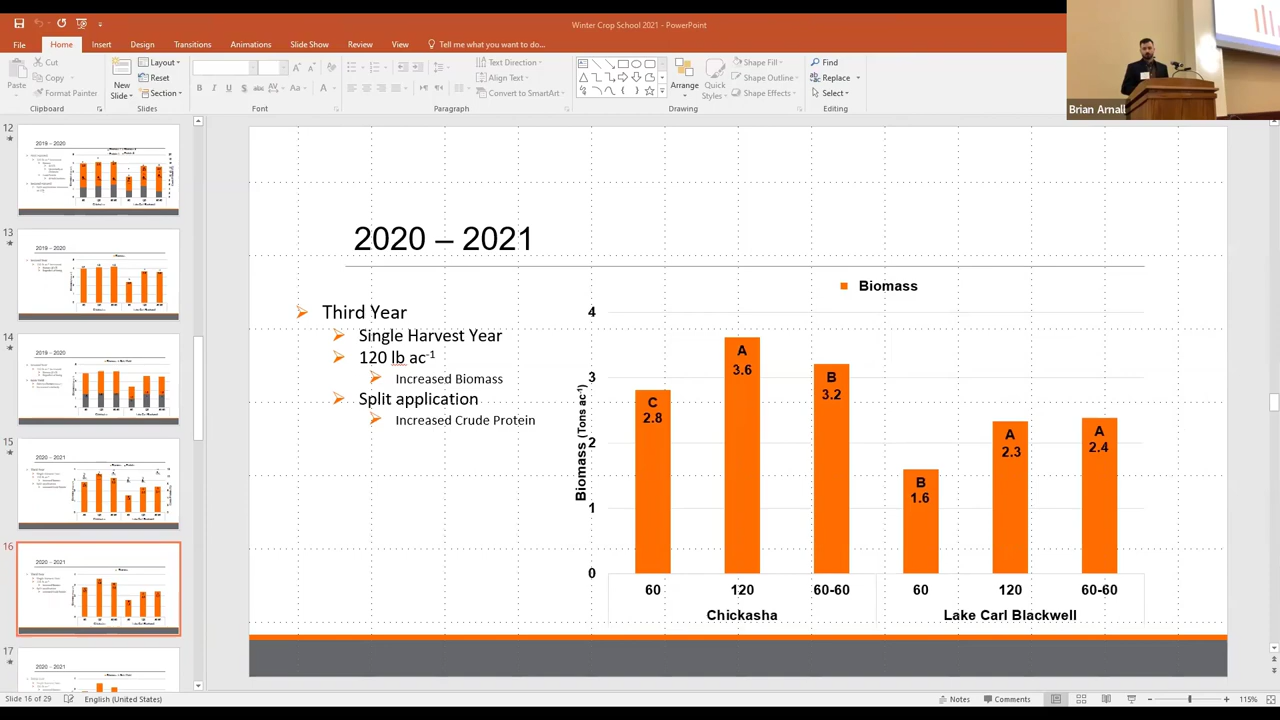 Winter Crop School 2021 - PowerPoint
File Home Insert Design Transitions Animations Slide Show Review View Tell me what you want to do...
Cut
Copy
Format Painter
Paste
Clipboard
New
Slide
Layout
Reset
Section
Slides
Font
Text Direction
Align Text
Convert to SmartArt
Paragraph
Arrange
Quick
Styles
Shape Fill
Shape Outline
Shape Effects
Drawing
Find
Replace
Select
Editing
Brian Arnall
12
2019 – 2020
13
2019 – 2020
14
2019 – 2020
15
2020 – 2021
16
2020 – 2021
17
2020 – 2021
2020 – 2021
Third Year
Single Harvest Year
120 lb ac-1
Increased Biomass
Split application
Increased Crude Protein
Biomass
Biomass (Tons ac-1)
4
3
2
1
0
C
2.8
A
3.6
B
3.2
B
1.6
A
2.3
A
2.4
60 120 60-60 60 120 60-60
Chickasha Lake Carl Blackwell
Slide 16 of 29 English (United States) Notes Comments 115%